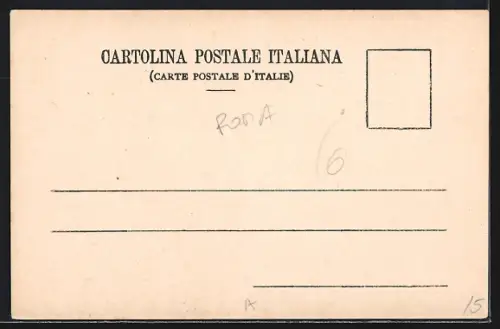 CARTOLINA POSTALE ITALIANA
(CARTE POSTALE D'ITALIE)
ROMA
6
A
15